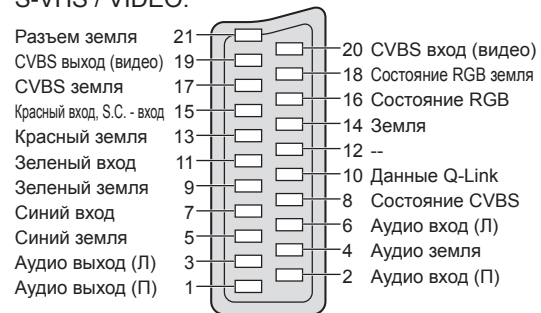 S-VHS / VIDEO:
Разъем земля 21
CVBS выход (видео) 19
CVBS земля 17
Красный вход, S.C. - вход 15
Красный земля 13
Зеленый вход 11
Зеленый земля 9
Синий вход 7
Синий земля 5
Аудио выход (Л) 3
Аудио выход (П) 1
20 CVBS вход (видео)
18 Состояние RGB земля
16 Состояние RGB
14 Земля
12 --
10 Данные Q-Link
8 Состояние CVBS
6 Аудио вход (Л)
4 Аудио земля
2 Аудио вход (П)